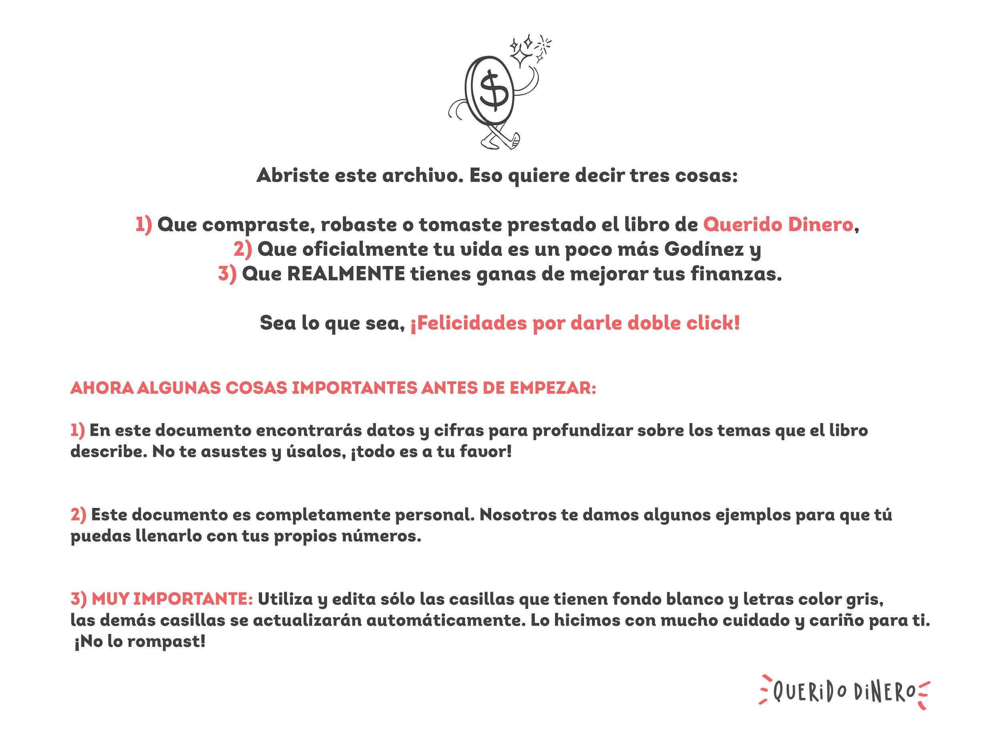 $
Abriste este archivo. Eso quiere decir tres cosas:
1) Que compraste, robaste o tomaste prestado el libro de Querido Dinero,
2) Que oficialmente tu vida es un poco más Godínez y
3) Que REALMENTE tienes ganas de mejorar tus finanzas.
Sea lo que sea, ¡Felicidades por darle doble click!
AHORA ALGUNAS COSAS IMPORTANTES ANTES DE EMPEZAR:
1) En este documento encontrarás datos y cifras para profundizar sobre los temas que el libro
describe. No te asustes y úsalos, ¡todo es a tu favor!
2) Este documento es completamente personal. Nosotros te damos algunos ejemplos para que tú
puedas llenarlo con tus propios números.
3) MUY IMPORTANTE: Utiliza y edita sólo las casillas que tienen fondo blanco y letras color gris,
las demás casillas se actualizarán automáticamente. Lo hicimos con mucho cuidado y cariño para ti.
¡No lo rompast!
QUERIDO DINERO